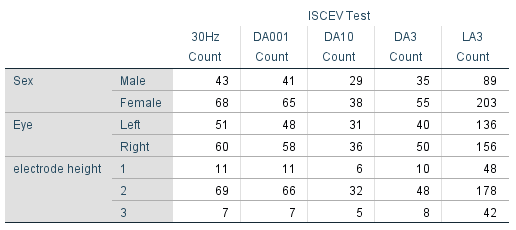 ISCEV Test
30Hz DA001 DA10 DA3 LA3
Count Count Count Count Count
Sex Male 43 41 29 35 89
Female 68 65 38 55 203
Eye Left 51 48 31 40 136
Right 60 58 36 50 156
electrode height 1 11 11 6 10 48
2 69 66 32 48 178
3 7 7 5 8 42